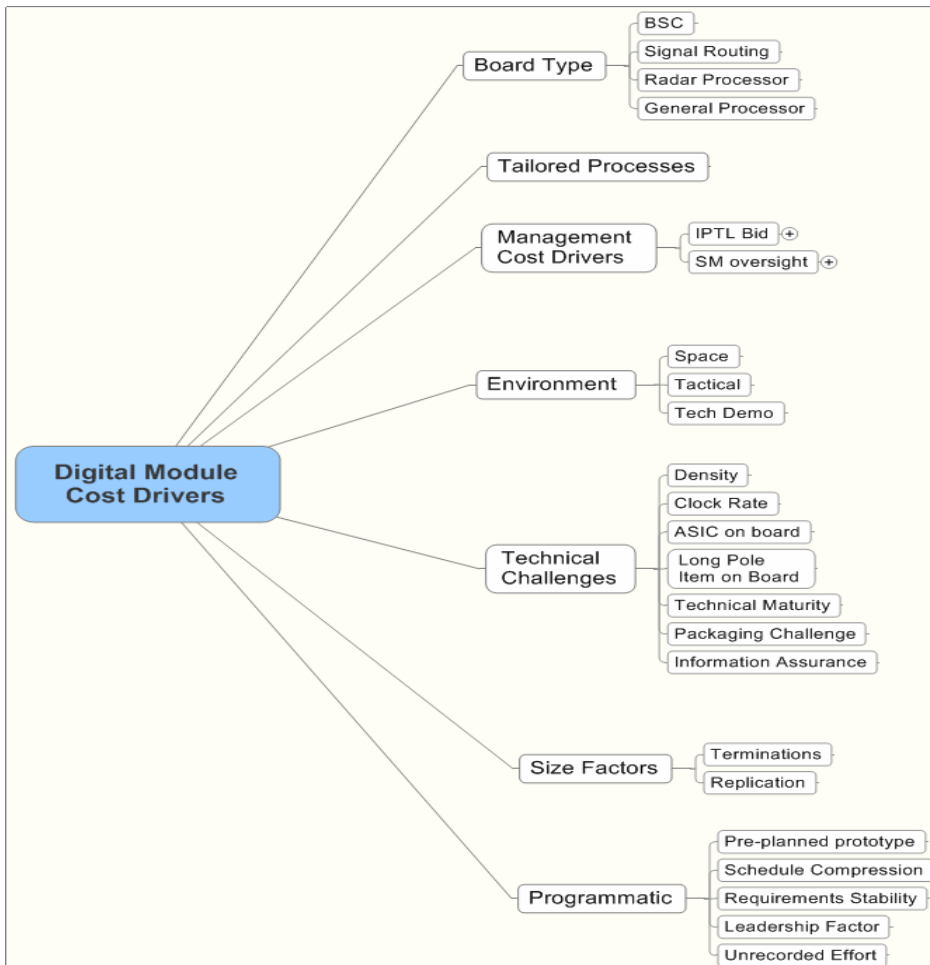 BSC
Signal Routing
Board Type
Radar Processor
General Processor
Tailored Processes
Management
Cost Drivers
IPTL Bid
SM oversight
Environment
Space
Tactical
Tech Demo
Digital Module
Cost Drivers
Technical
Challenges
Density
Clock Rate
ASIC on board
Long Pole
Item on Board
Technical Maturity
Packaging Challenge
Information Assurance
Size Factors
Terminations
Replication
Programmatic
Pre-planned prototype
Schedule Compression
Requirements Stability
Leadership Factor
Unrecorded Effort